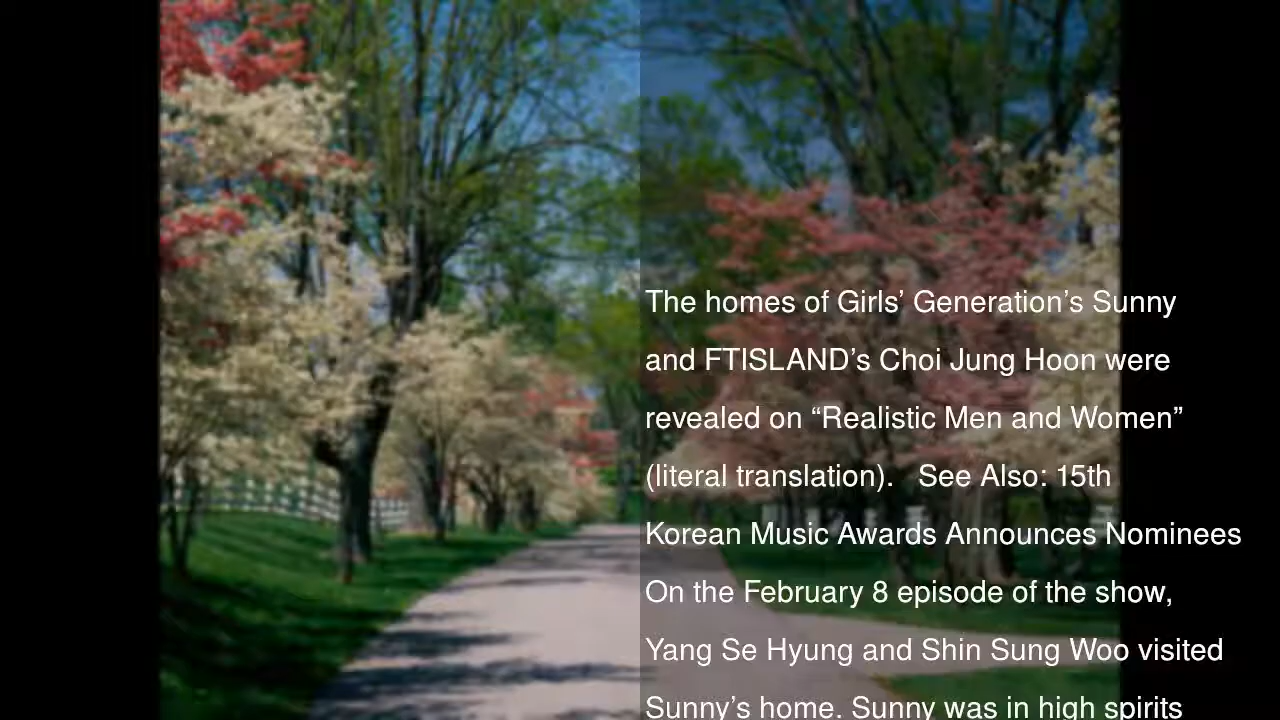 The homes of Girls’ Generation’s Sunny
and FTISLAND’s Choi Jung Hoon were
revealed on “Realistic Men and Women”
(literal translation).   See Also: 15th
Korean Music Awards Announces Nominees
On the February 8 episode of the show,
Yang Se Hyung and Shin Sung Woo visited
Sunny’s home. Sunny was in high spirits